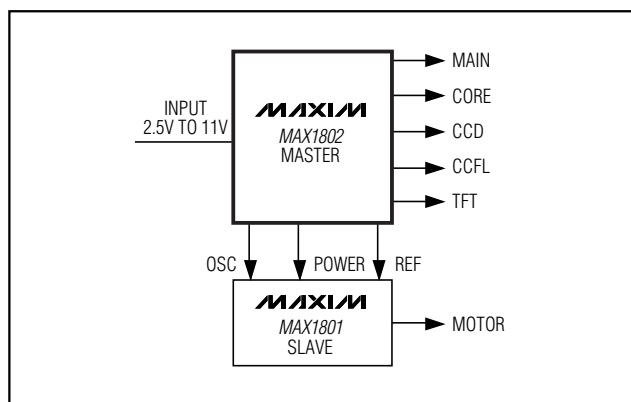 MAIN
INPUT
2.5V TO 11V
MAXIM
MAX1802
MASTER
CORE
CCD
CCFL
TFT
OSC
POWER
REF
MAXIM
MAX1801
SLAVE
MOTOR